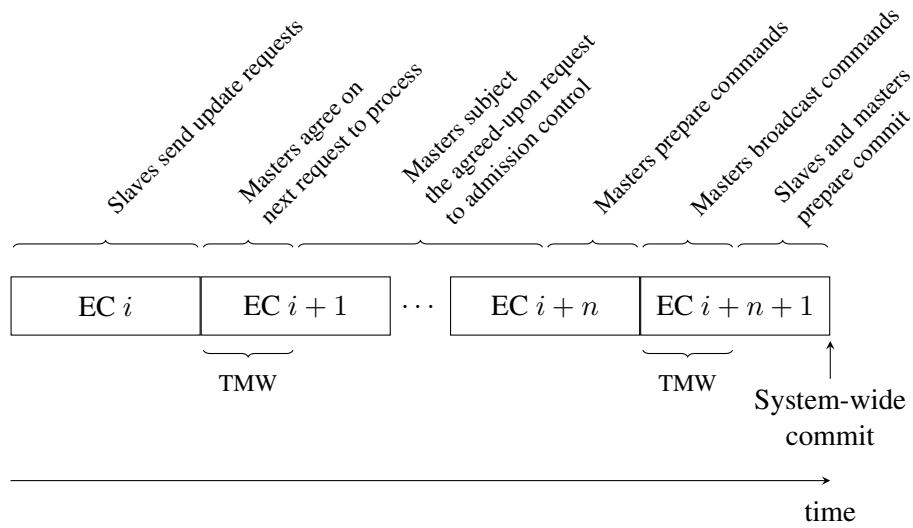 Slaves send update requests
Masters agree on
next request to process
Masters subject
the agreed-upon request
to admission control
Masters prepare commands
Masters broadcast commands
Slaves and masters
prepare commit
EC i
EC i + 1
···
EC i + n
EC i + n + 1
TMW
TMW
System-wide
commit
time